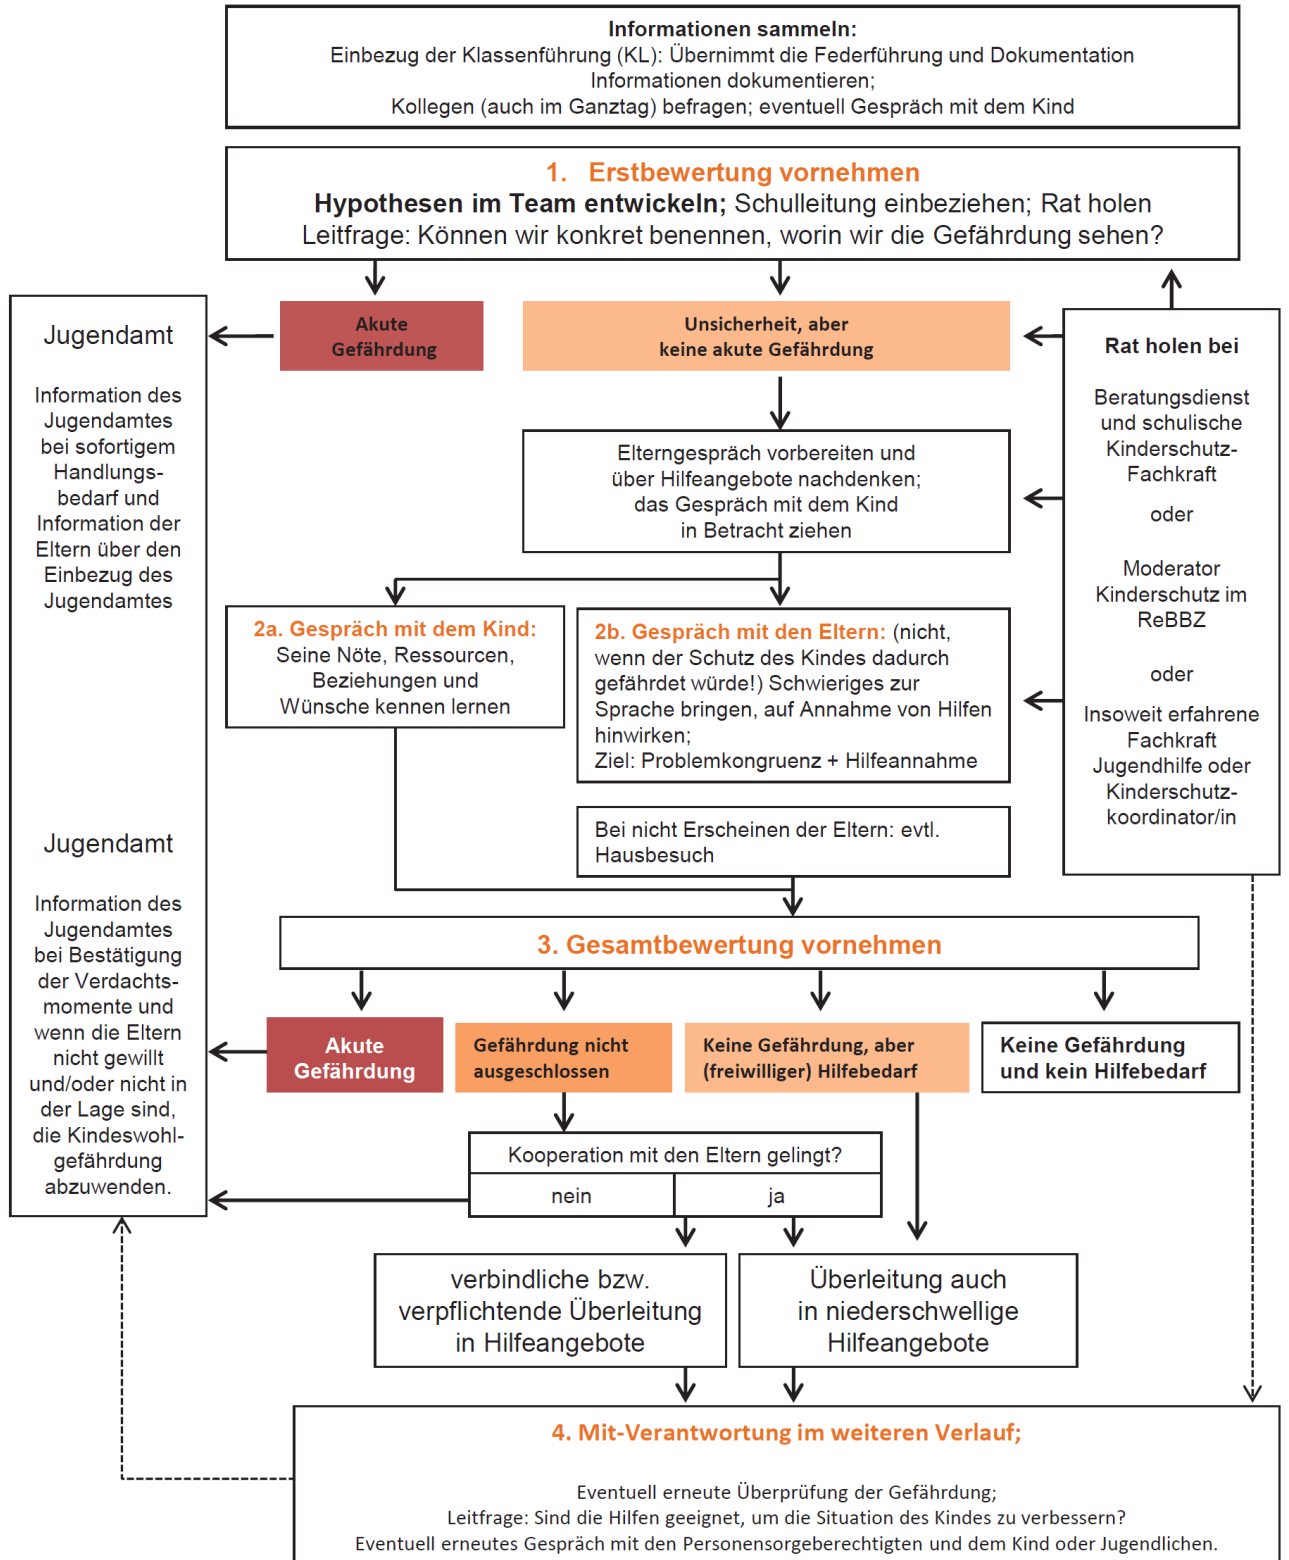 Informationen sammeln:
Einbezug der Klassenführung (KL): Übernimmt die Federführung und Dokumentation
Informationen dokumentieren;
Kollegen (auch im Ganztag) befragen; eventuell Gespräch mit dem Kind
1. Erstbewertung vornehmen
Hypothesen im Team entwickeln; Schulleitung einbeziehen; Rat holen
Leitfrage: Können wir konkret benennen, worin wir die Gefährdung sehen?
Jugendamt
Information des
Jugendamtes
bei sofortigem
Handlungs-
bedarf und
Information der
Eltern über den
Einbezug des
Jugendamtes
Akute
Gefährdung
Unsicherheit, aber
keine akute Gefährdung
Rat holen bei
Beratungsdienst
und schulische
Kinderschutz-
Fachkraft
oder
Moderator
Kinderschutz im
ReBBZ
oder
Insoweit erfahrene
Fachkraft
Jugendhilfe oder
Kinderschutz-
koordinator/in
Elterngespräch vorbereiten und
über Hilfeangebote nachdenken;
das Gespräch mit dem Kind
in Betracht ziehen
2a. Gespräch mit dem Kind:
Seine Nöte, Ressourcen,
Beziehungen und
Wünsche kennen lernen
2b. Gespräch mit den Eltern: (nicht,
wenn der Schutz des Kindes dadurch
gefährdet würde!) Schwieriges zur
Sprache bringen, auf Annahme von Hilfen
hinwirken;
Ziel: Problemkongruenz + Hilfeannahme
Bei nicht Erscheinen der Eltern: evtl.
Hausbesuch
Jugendamt
Information des
Jugendamtes
bei Bestätigung
der Verdachts-
momente und
wenn die Eltern
nicht gewillt
und/oder nicht in
der Lage sind,
die Kindeswohl-
gefährdung
abzuwenden.
3. Gesamtbewertung vornehmen
Akute
Gefährdung
Gefährdung nicht
ausgeschlossen
Keine Gefährdung, aber
(freiwilliger) Hilfebedarf
Keine Gefährdung
und kein Hilfebedarf
Kooperation mit den Eltern gelingt?
nein
ja
verbindliche bzw.
verpflichtende Überleitung
in Hilfeangebote
Überleitung auch
in niederschwellige
Hilfeangebote
4. Mit-Verantwortung im weiteren Verlauf;
Eventuell erneute Überprüfung der Gefährdung;
Leitfrage: Sind die Hilfen geeignet, um die Situation des Kindes zu verbessern?
Eventuell erneutes Gespräch mit den Personensorgeberechtigten und dem Kind oder Jugendlichen.